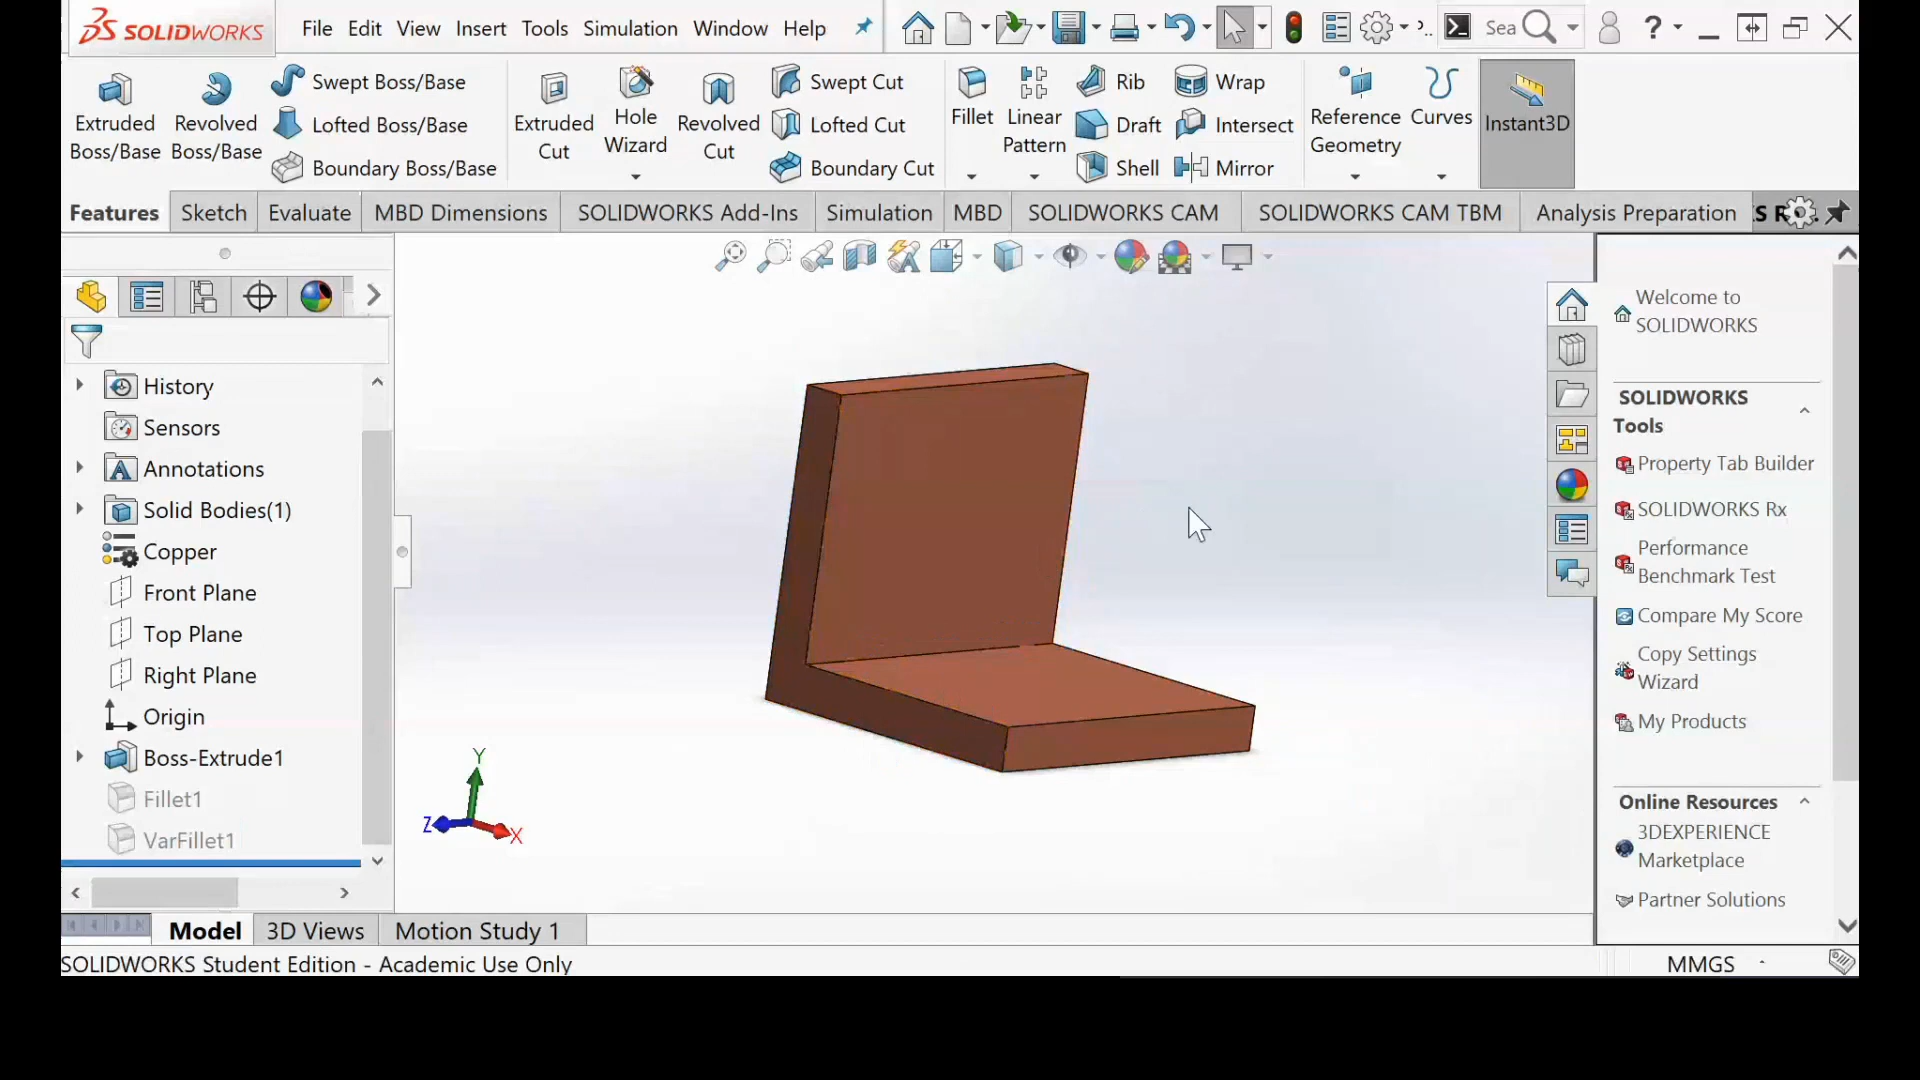 SOLIDWORKS
File Edit View Insert Tools Simulation Window Help
Sea
?
Extruded Boss/Base
Revolved Boss/Base
Swept Boss/Base
Lofted Boss/Base
Boundary Boss/Base
Extruded Cut
Hole Wizard
Revolved Cut
Swept Cut
Lofted Cut
Boundary Cut
Fillet
Linear Pattern
Rib
Draft
Shell
Wrap
Intersect
Mirror
Reference Geometry
Curves
Instant3D
Features Sketch Evaluate MBD Dimensions SOLIDWORKS Add-Ins Simulation MBD SOLIDWORKS CAM SOLIDWORKS CAM TBM Analysis Preparation
History
Sensors
Annotations
Solid Bodies(1)
Copper
Front Plane
Top Plane
Right Plane
Origin
Boss-Extrude1
Fillet1
VarFillet1
Y
Z
X
Welcome to
SOLIDWORKS
SOLIDWORKS
Tools
Property Tab Builder
SOLIDWORKS Rx
Performance
Benchmark Test
Compare My Score
Copy Settings
Wizard
My Products
Online Resources
3DEXPERIENCE
Marketplace
Partner Solutions
Model 3D Views Motion Study 1
SOLIDWORKS Student Edition - Academic Use Only
MMGS